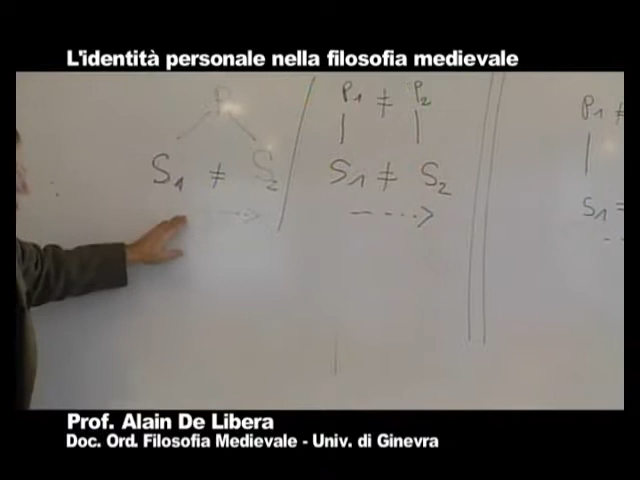 L'identità personale nella filosofia medievale
P P1 ≠ P2 P1 ≠
S1 ≠ S2 S1 ≠ S2 S1 =
Prof. Alain De Libera
Doc. Ord. Filosofia Medievale - Univ. di Ginevra